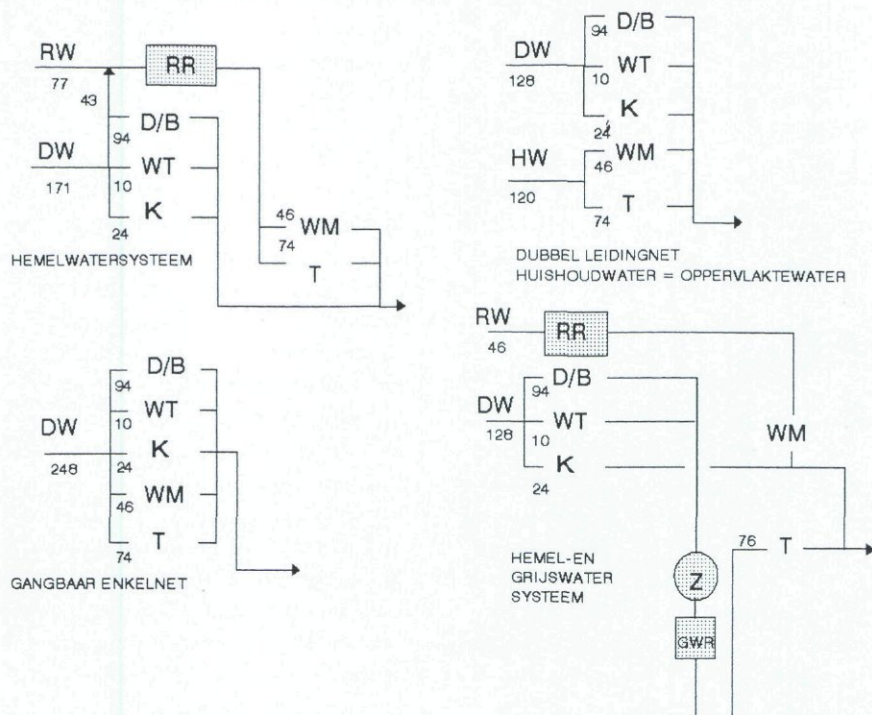 RW
77
43
RR
D/B
94
DW
171
WT
10
K
24
46
WM
74
T
HEMELWATERSYSTEEM
D/B
94
DW
128
WT
10
K
24
HW
120
WM
46
T
74
DUBBEL LEIDINGNET
HUISHOUDWATER = OPPERVLAKTEWATER
D/B
94
WT
10
DW
248
K
24
WM
46
T
74
GANGBAAR ENKELNET
RW
46
RR
D/B
94
DW
128
WT
10
K
24
WM
76
T
Z
GWR
HEMEL-EN
GRIJSWATER
SYSTEEM